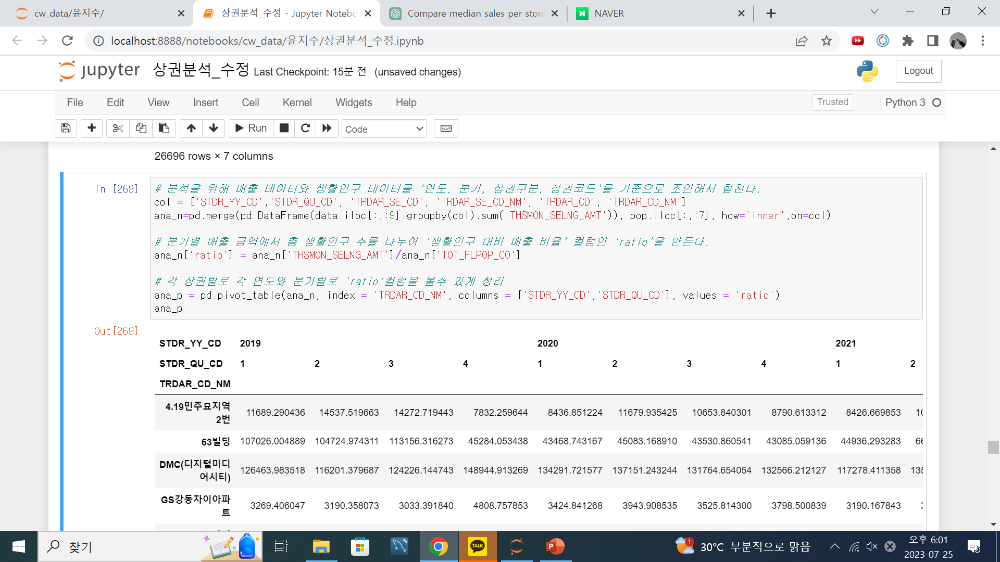 cw_data/윤지수/
상권분석_수정 - Jupyter Notebo
Compare median sales per store
NAVER
localhost:8888/notebooks/cw_data/윤지수/상권분석_수정.ipynb
jupyter 상권분석_수정 Last Checkpoint: 15분 전 (unsaved changes)
Logout
File Edit View Insert Cell Kernel Widgets Help
Trusted
Python 3
Run
Code
26696 rows × 7 columns
In [269]:
# 분석을 위해 매출 데이터와 생활인구 데이터를 '연도, 분기, 상권구분, 상권코드'를 기준으로 조인해서 합친다.
col = ['STDR_YY_CD','STDR_QU_CD', 'TRDAR_SE_CD', 'TRDAR_SE_CD_NM', 'TRDAR_CD', 'TRDAR_CD_NM']
ana_n=pd.merge(pd.DataFrame(data.iloc[:,:9].groupby(col).sum('THSMON_SELNG_AMT')), pop.iloc[:,:7], how='inner',on=col)
# 분기별 매출 금액에서 총 생활인구 수를 나누어 '생활인구 대비 매출 비율' 컬럼인 'ratio'을 만든다.
ana_n['ratio'] = ana_n['THSMON_SELNG_AMT']/ana_n['TOT_FLPOP_CO']
# 각 상권별로 각 연도와 분기별로 'ratio'컬럼을 볼수 있게 정리
ana_p = pd.pivot_table(ana_n, index = 'TRDAR_CD_NM', columns = ['STDR_YY_CD','STDR_QU_CD'], values = 'ratio')
ana_p
Out[269]:
STDR_YY_CD 2019 2020 2021
STDR_QU_CD 1 2 3 4 1 2 3 4 1 2
TRDAR_CD_NM
4.19민주묘지역
2번 11689.290436 14537.519663 14272.719443 7832.259644 8436.851224 11679.935425 10653.840301 8790.613312 8426.669853 10
63빌딩 107026.004889 104724.974311 113156.316273 45284.053438 43468.743167 45083.168910 43530.860541 43085.059136 44936.293283 66
DMC(디지털미디
어시티) 126463.983518 116201.379687 124226.144743 148944.913269 134291.721577 137151.243244 131764.654054 132566.212127 117278.411358 135
GS강동자이아파
트 3269.406047 3190.358073 3033.391840 4808.757853 3424.841268 3943.908535 3525.814300 3798.500839 3190.167843
찾기
TALK
P
1
30°C 부분적으로 맑음
오후 6:01
2023-07-25